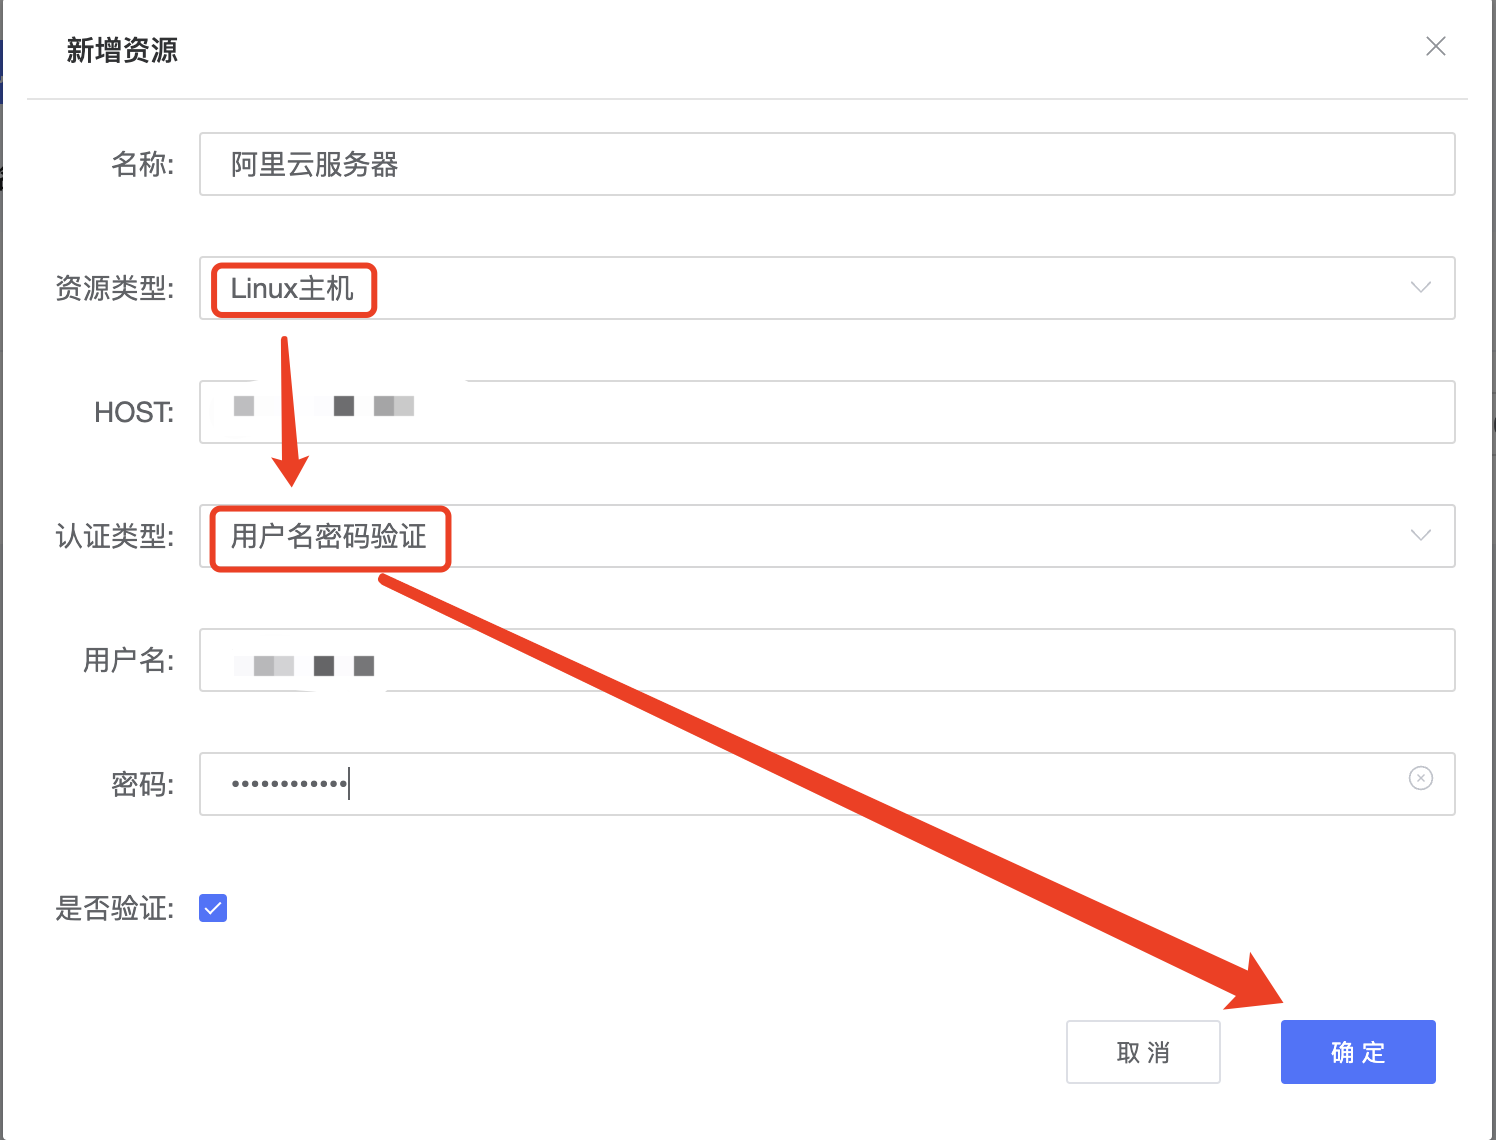 新增资源
名称: 阿里云服务器
资源类型: Linux主机
HOST:
认证类型: 用户名密码验证
用户名:
密码: ••••••••••••
是否验证:
取消 确定